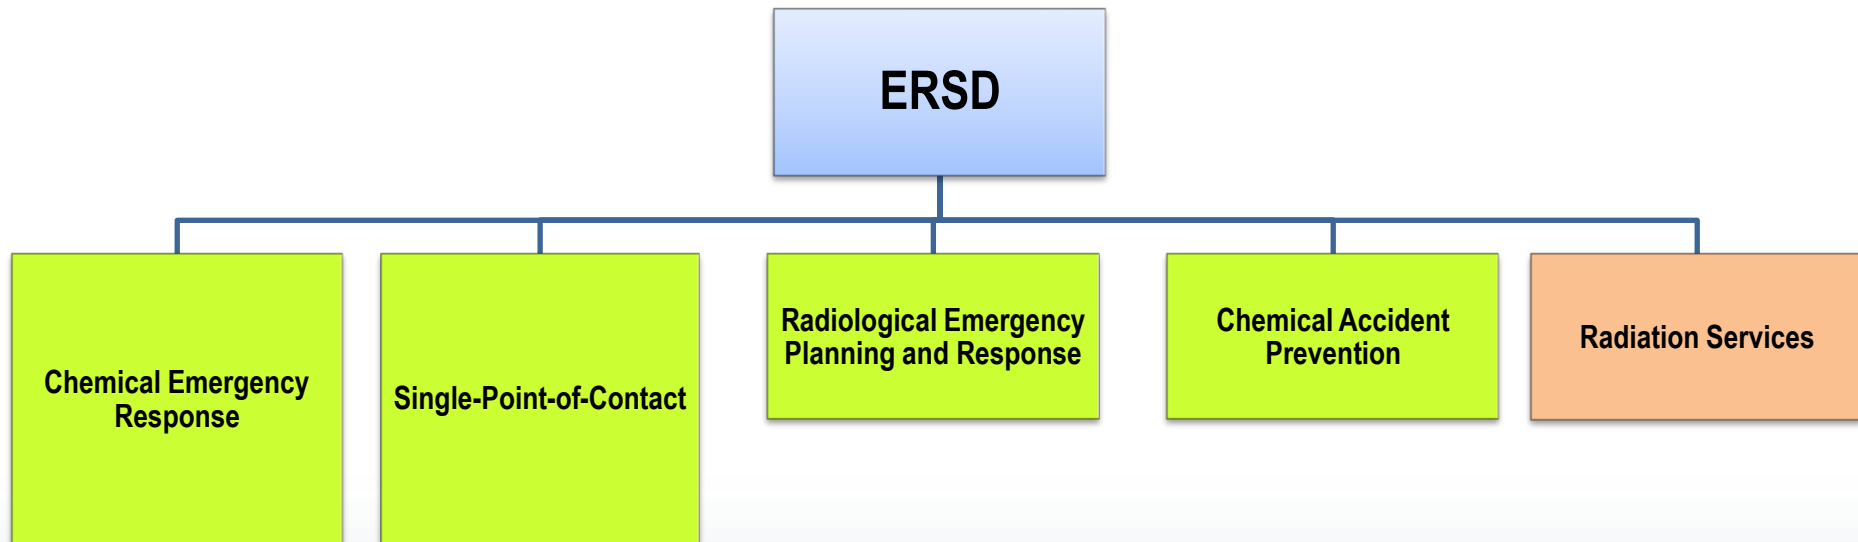 ERSD
Chemical Emergency
Response
Single-Point-of-Contact
Radiological Emergency
Planning and Response
Chemical Accident
Prevention
Radiation Services